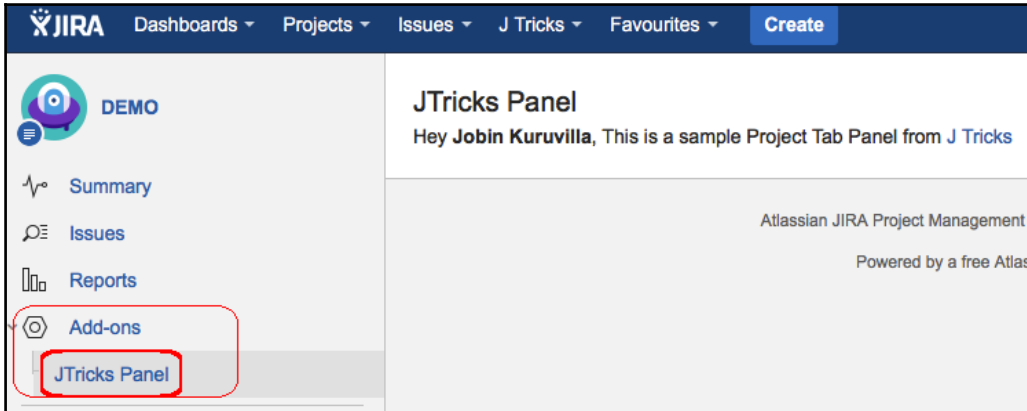 JIRA Dashboards Projects Issues J Tricks Favourites Create
DEMO
Summary
Issues
Reports
Add-ons
JTricks Panel
JTricks Panel
Hey Jobin Kuruvilla, This is a sample Project Tab Panel from J Tricks
Atlassian JIRA Project Management
Powered by a free Atlas